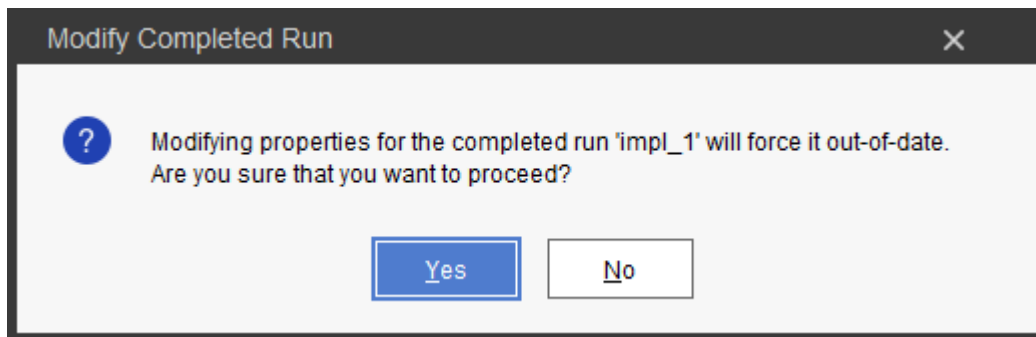 Modify Completed Run
Modifying properties for the completed run 'impl_1' will force it out-of-date.
Are you sure that you want to proceed?
Yes
No